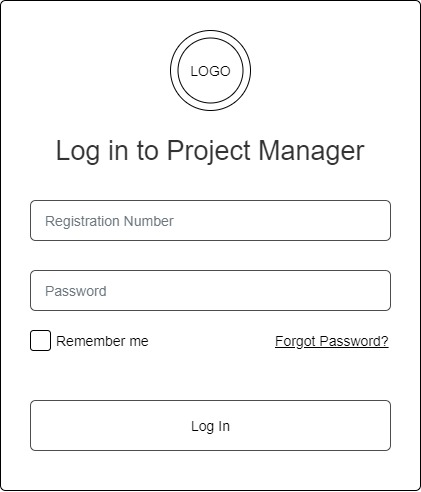 LOGO
Log in to Project Manager
Registration Number
Password
Remember me
Forgot Password?
Log In